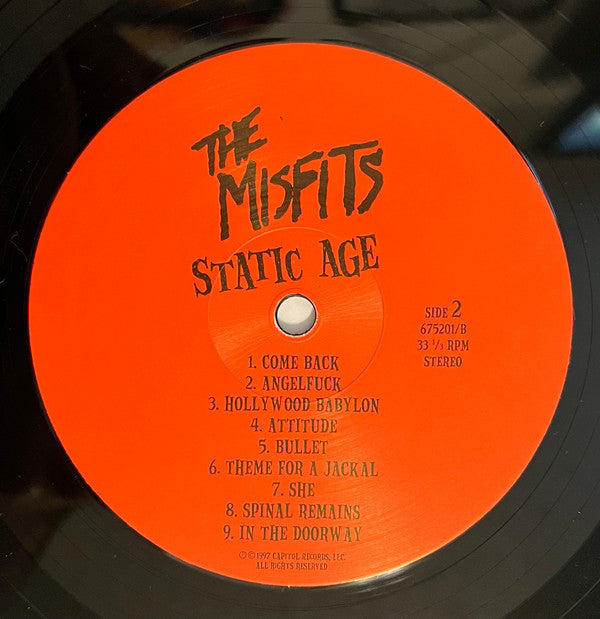 THE
MISFITS
STATIC AGE
SIDE 2
675201/B
33 1/3 RPM
STEREO
1. COME BACK
2. ANGELFUCK
3. HOLLYWOOD BABYLON
4. ATTITUDE
5. BULLET
6. THEME FOR A JACKAL
7. SHE
8. SPINAL REMAINS
9. IN THE DOORWAY
℗ © 1997 CAPITOL RECORDS, LLC.
ALL RIGHTS RESERVED